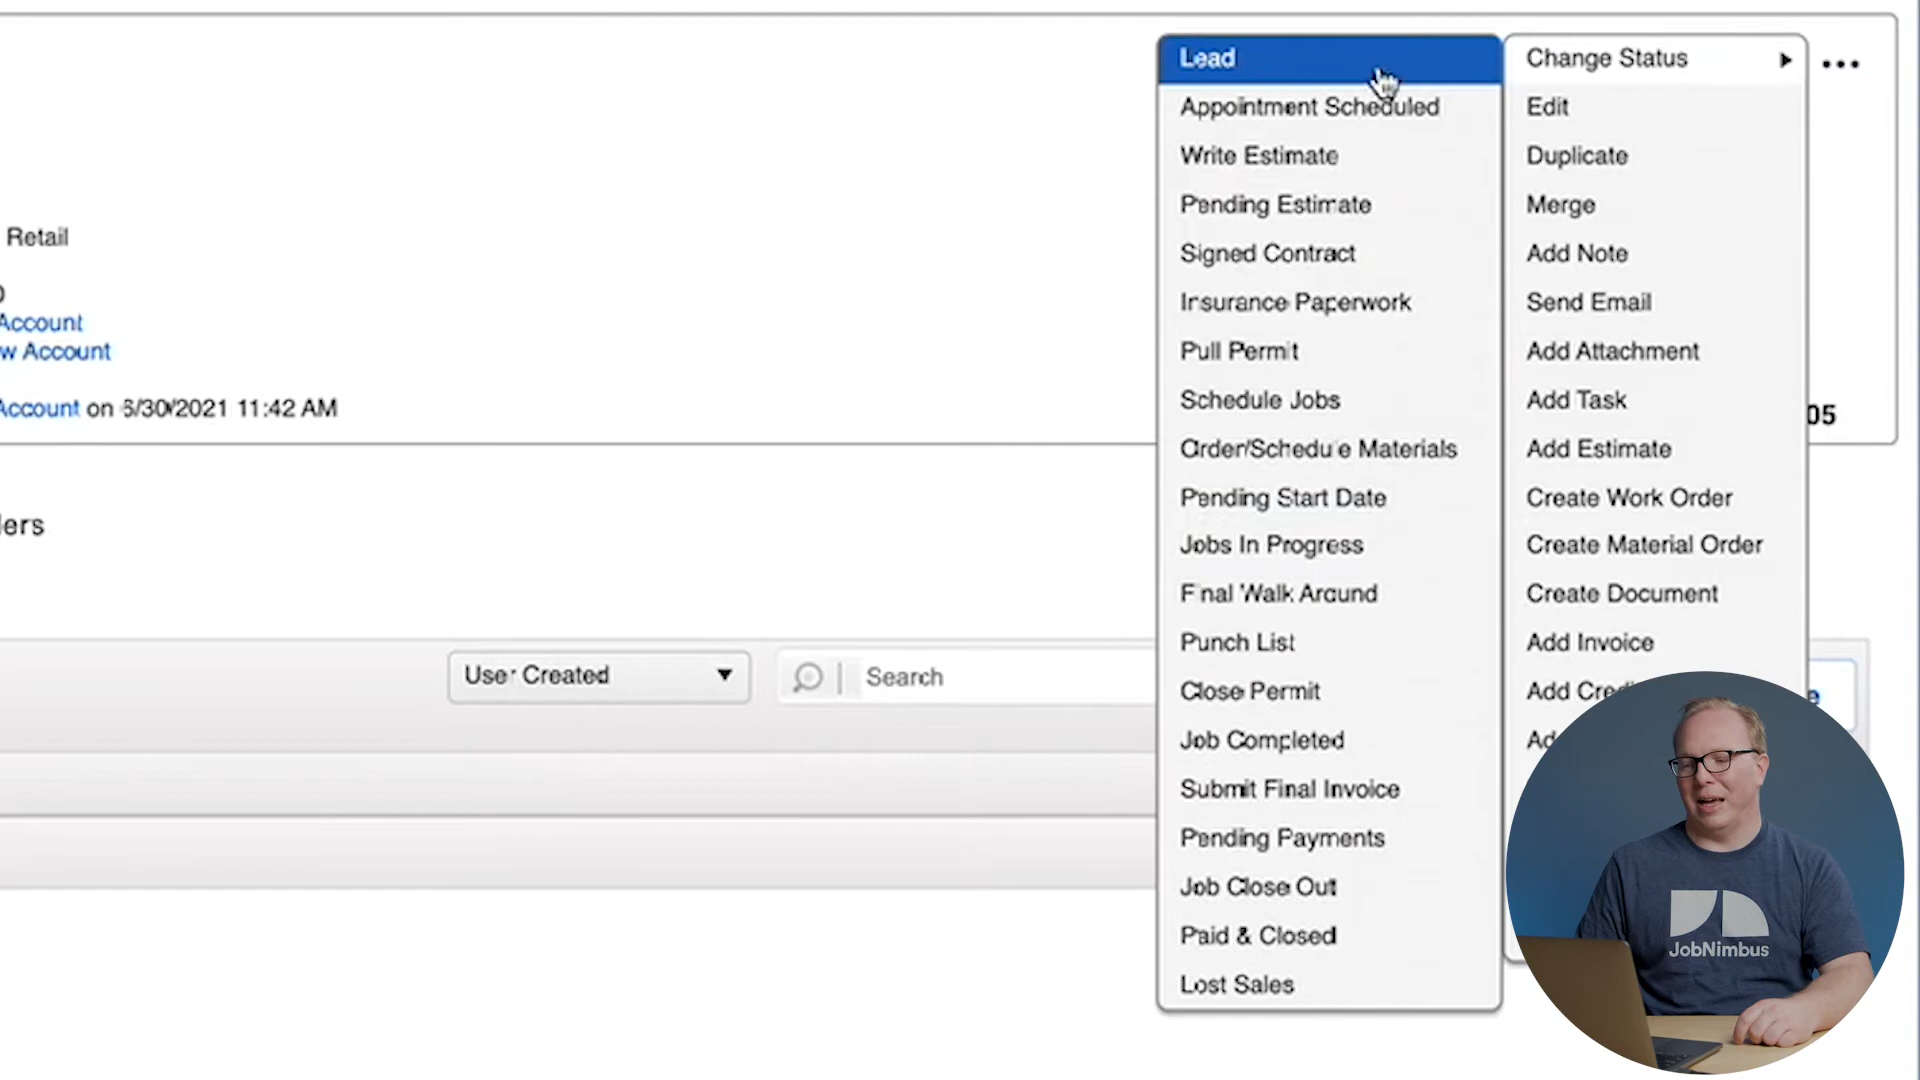 Retail
Account
w Account
Account on 6/30/2021 11:42 AM
05
lers
User Created
Search
Lead
Appointment Scheduled
Write Estimate
Pending Estimate
Signed Contract
Insurance Paperwork
Pull Permit
Schedule Jobs
Order/Schedule Materials
Pending Start Date
Jobs In Progress
Final Walk Around
Punch List
Close Permit
Job Completed
Submit Final Invoice
Pending Payments
Job Close Out
Paid & Closed
Lost Sales
Change Status
Edit
Duplicate
Merge
Add Note
Send Email
Add Attachment
Add Task
Add Estimate
Create Work Order
Create Material Order
Create Document
Add Invoice
Add Cre
Ad
e
JobNimbus